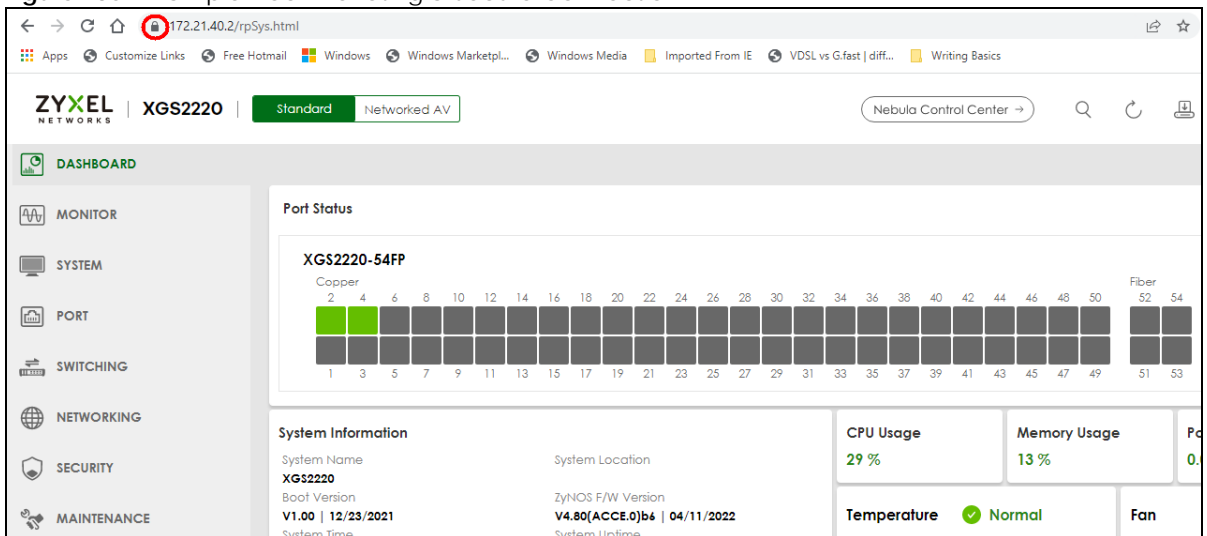 172.21.40.2/rpSys.html
Apps Customize Links Free Hotmail Windows Windows Marketpl... Windows Media Imported From IE VDSL vs G.fast | diff... Writing Basics
ZYXEL NETWORKS | XGS2220 | Standard Networked AV Nebula Control Center →
DASHBOARD
MONITOR
SYSTEM
PORT
SWITCHING
NETWORKING
SECURITY
MAINTENANCE
Port Status
XGS2220-54FP
Copper Fiber
2 4 6 8 10 12 14 16 18 20 22 24 26 28 30 32 34 36 38 40 42 44 46 48 50 52 54
1 3 5 7 9 11 13 15 17 19 21 23 25 27 29 31 33 35 37 39 41 43 45 47 49 51 53
System Information
System Name System Location
XGS2220
Boot Version ZyNOS F/W Version
V1.00 | 12/23/2021 V4.80(ACCE.0)b6 | 04/11/2022
System Time System Uptime
CPU Usage
29 %
Memory Usage
13 %
Temperature Normal
Fan